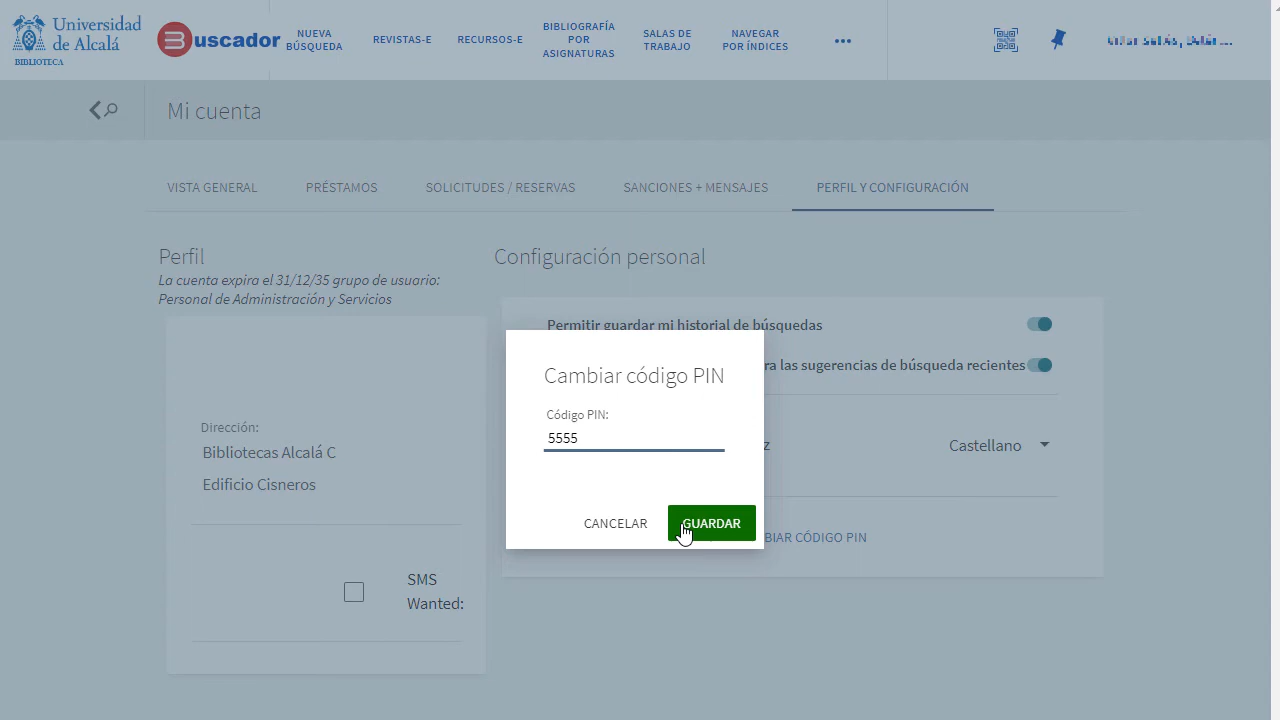 Universidad
de Alcalá
BIBLIOTECA
Buscador
NUEVA
BÚSQUEDA
REVISTAS-E
RECURSOS-E
BIBLIOGRAFÍA
POR
ASIGNATURAS
SALAS DE
TRABAJO
NAVEGAR
POR ÍNDICES
Mi cuenta
VISTA GENERAL
PRÉSTAMOS
SOLICITUDES / RESERVAS
SANCIONES + MENSAJES
PERFIL Y CONFIGURACIÓN
Perfil
La cuenta expira el 31/12/35 grupo de usuario:
Personal de Administración y Servicios
Dirección:
Bibliotecas Alcalá C
Edificio Cisneros
SMS
Wanted:
Configuración personal
Permitir guardar mi historial de búsquedas
las sugerencias de búsqueda recientes
Castellano
CÓDIGO PIN
Cambiar código PIN
Código PIN:
5555
CANCELAR
GUARDAR